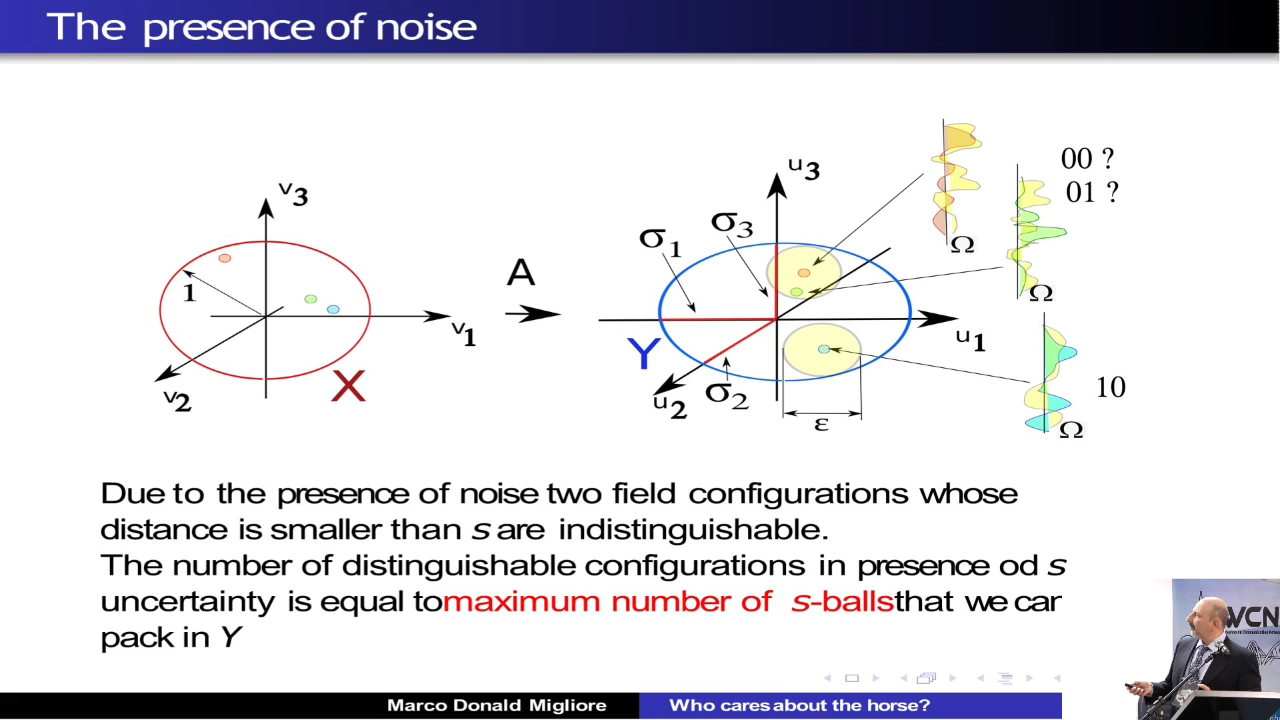 The presence of noise
v3
1
v1
v2
X
A
u3
σ1
σ3
u1
Y
u2
σ2
ε
Ω
00 ?
01 ?
Ω
10
Ω
Due to the presence of noise two field configurations whose
distance is smaller than s are indistinguishable.
The number of distinguishable configurations in presence od s
uncertainty is equal to maximum number of s-balls that we car
pack in Y
WCN
Marco Donald Migliore
Who cares about the horse?